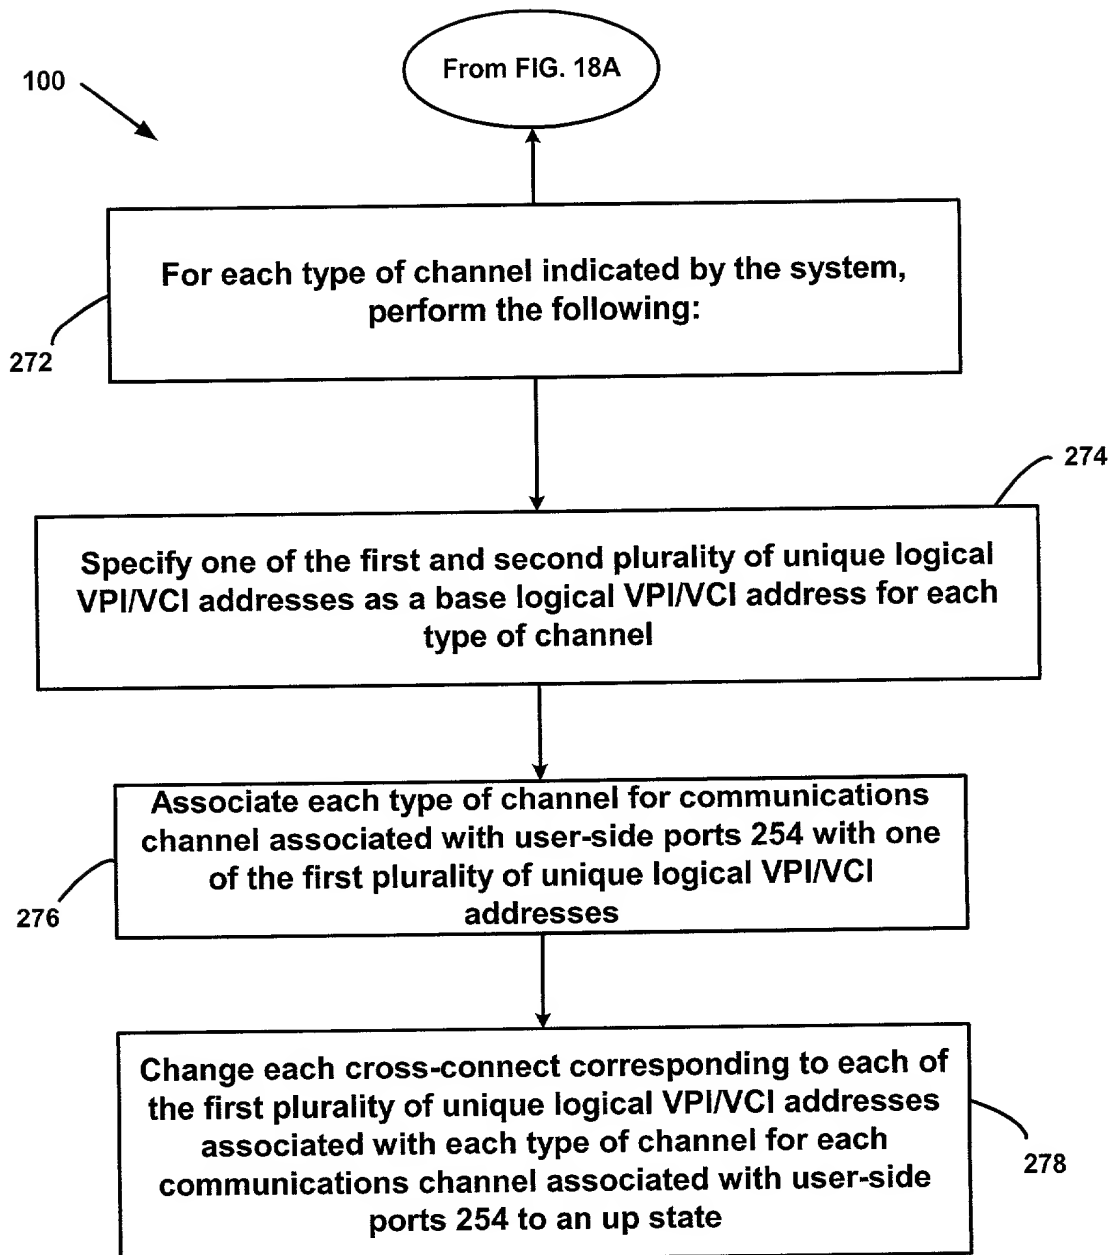 From FIG. 18A
100
For each type of channel indicated by the system,
perform the following:
272
274
Specify one of the first and second plurality of unique logical
VPI/VCI addresses as a base logical VPI/VCI address for each
type of channel
Associate each type of channel for communications
channel associated with user-side ports 254 with one
of the first plurality of unique logical VPI/VCI
addresses
276
Change each cross-connect corresponding to each of
the first plurality of unique logical VPI/VCI addresses
associated with each type of channel for each
communications channel associated with user-side
ports 254 to an up state
278